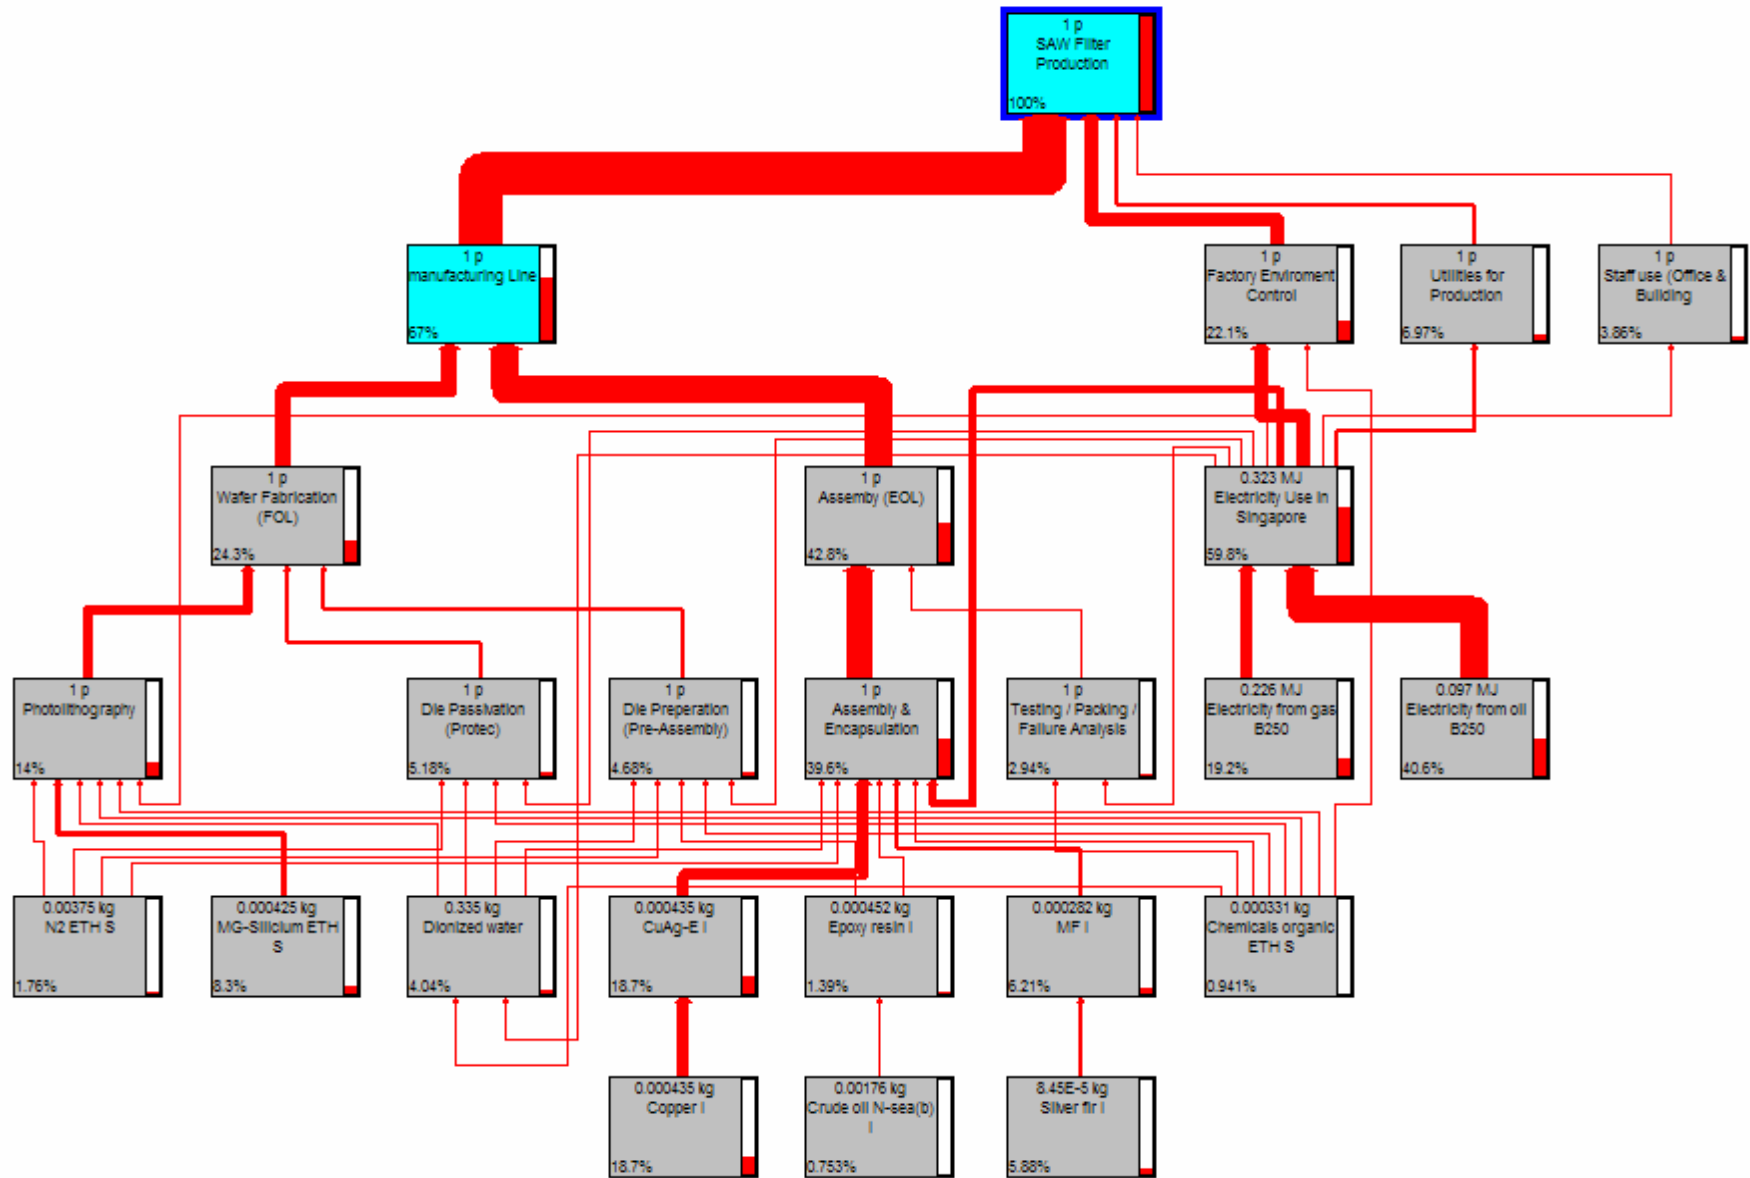 1 p
SAW Filter
Production
100%
1 p
manufacturing Line
67%
1 p
Factory Enviroment
Control
22.1%
1 p
Utilities for
Production
6.97%
1 p
Staff use (Office &
Building
3.86%
1 p
Wafer Fabrication
(FOL)
24.3%
1 p
Assemby (EOL)
42.8%
0.323 MJ
Electricity Use in
Singapore
59.8%
1 p
Photolithography
14%
1 p
Die Passivation
(Protec)
5.18%
1 p
Die Preperation
(Pre-Assembly)
4.68%
1 p
Assembly &
Encapsulation
39.6%
1 p
Testing / Packing /
Failure Analysis
2.94%
0.226 MJ
Electricity from gas
B250
19.2%
0.097 MJ
Electricity from oil
B250
40.6%
0.00375 kg
N2 ETH S
1.76%
0.000425 kg
MG-Silicium ETH
S
8.3%
0.335 kg
Dionized water
4.04%
0.000435 kg
CuAg-E I
18.7%
0.000452 kg
Epoxy resin I
1.39%
0.000282 kg
MF I
6.21%
0.000331 kg
Chemicals organic
ETH S
0.941%
0.000435 kg
Copper I
18.7%
0.00176 kg
Crude oil N-sea(b)
I
0.753%
8.45E-5 kg
Silver fir I
5.88%